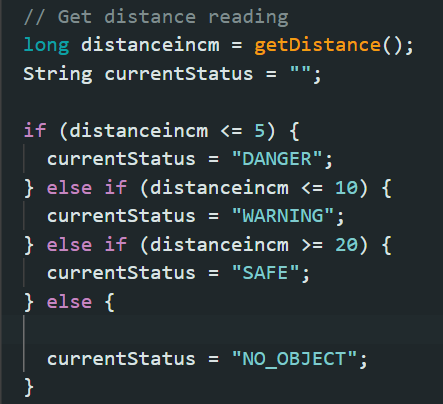 // Get distance reading
long distanceincm = getDistance();
String currentStatus = "";
if (distanceincm <= 5) {
currentStatus = "DANGER";
} else if (distanceincm <= 10) {
currentStatus = "WARNING";
} else if (distanceincm >= 20) {
currentStatus = "SAFE";
} else {
currentStatus = "NO_OBJECT";
}